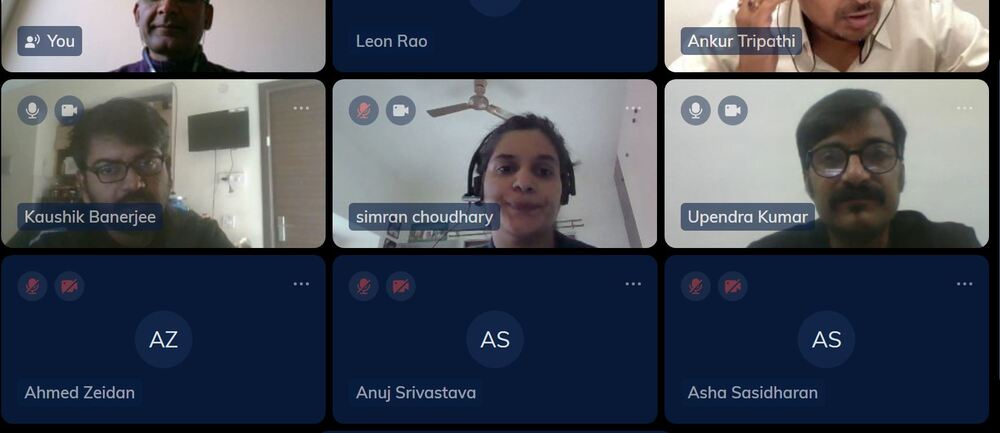 You
Leon Rao
Ankur Tripathi
Kaushik Banerjee
simran choudhary
Upendra Kumar
AZ
Ahmed Zeidan
AS
Anuj Srivastava
AS
Asha Sasidharan